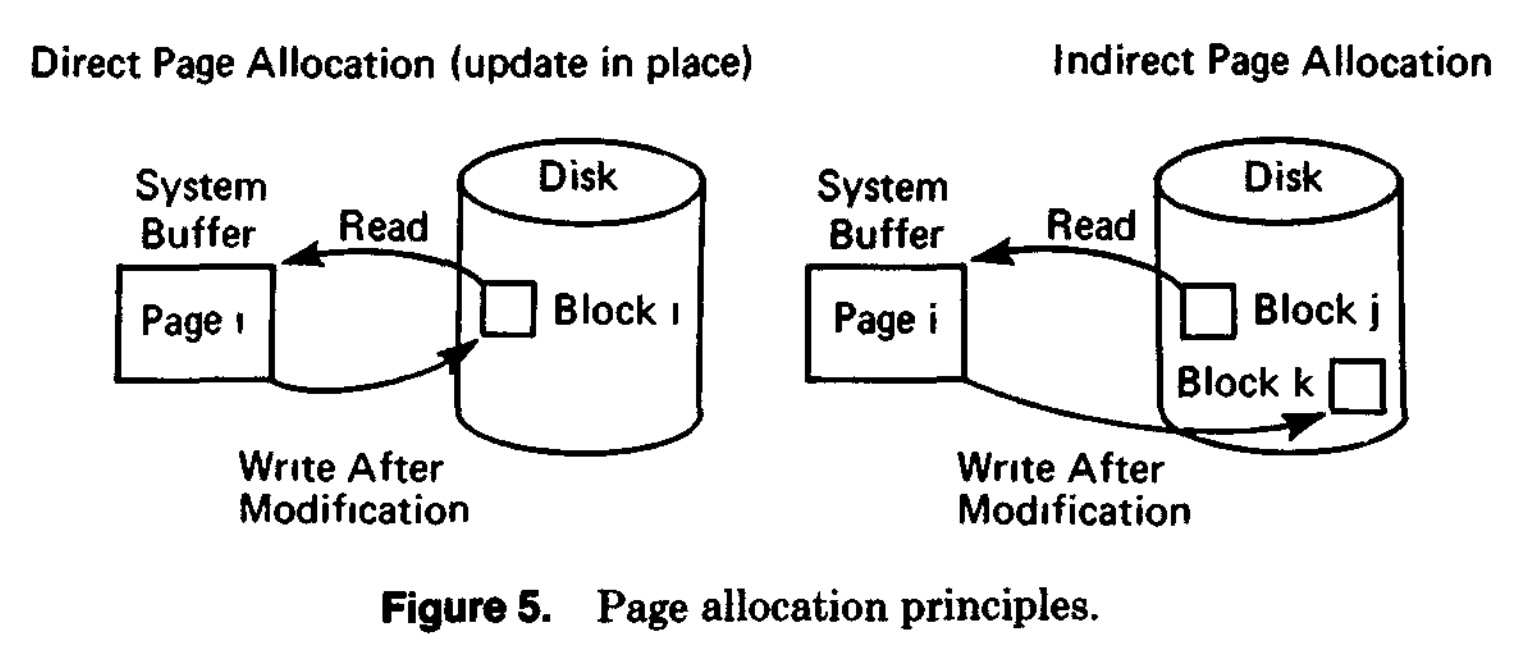 Direct Page Allocation (update in place)
System
Buffer
Read
Disk
Page ı
Block ı
Write After
Modification
Indirect Page Allocation
System
Buffer
Read
Disk
Page i
Block j
Block k
Write After
Modification
Figure 5. Page allocation principles.